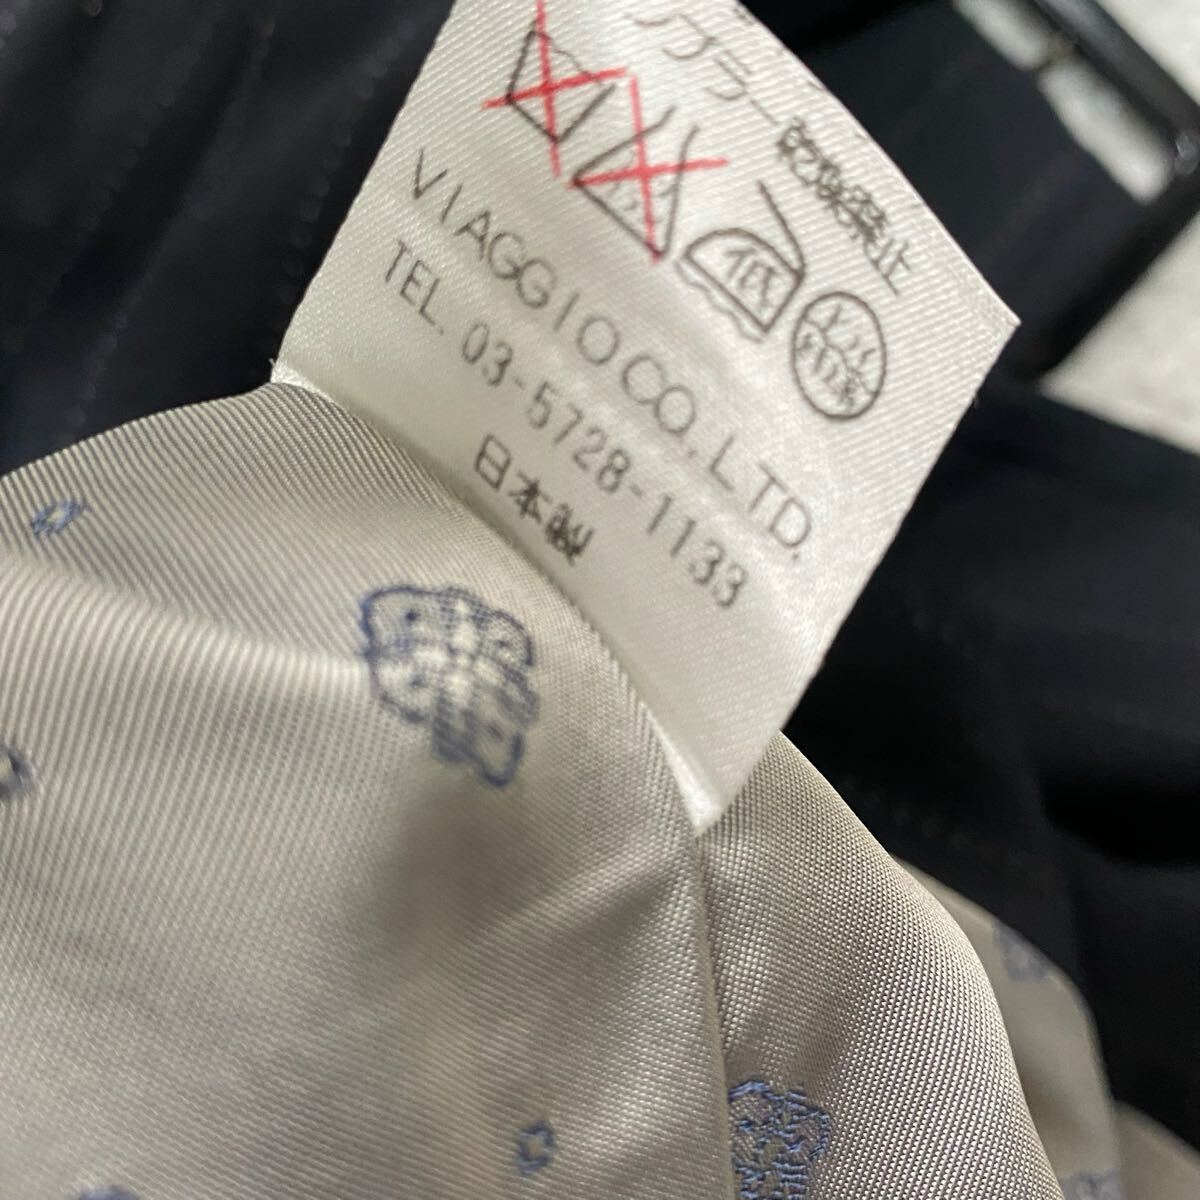 タンブラー乾燥禁止
低
VIAGGIO CO., LTD.
TEL. 03-5728-1133
日本製